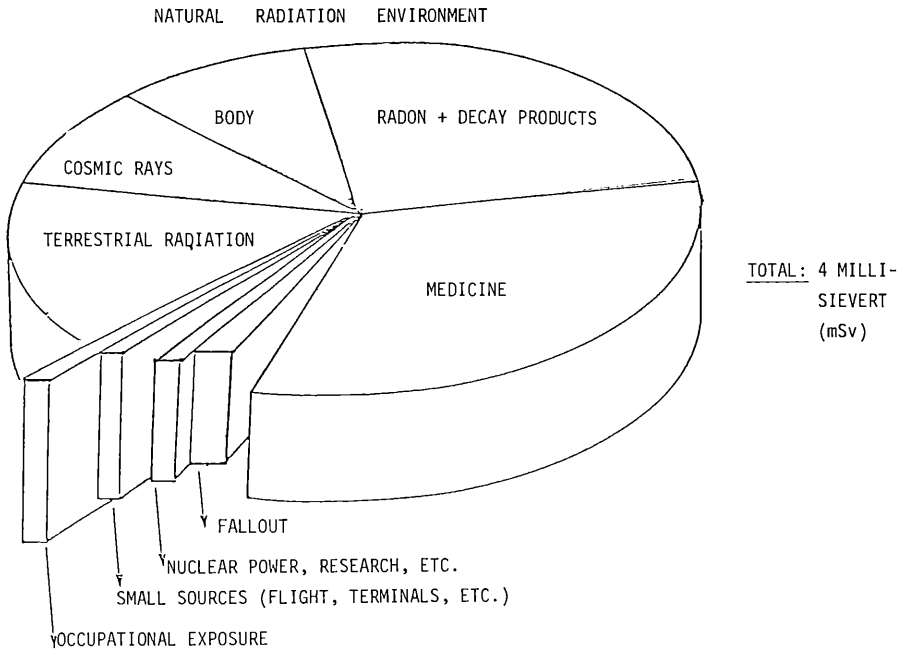 NATURAL RADIATION ENVIRONMENT
BODY
RADON + DECAY PRODUCTS
COSMIC RAYS
TERRESTRIAL RADIATION
MEDICINE
TOTAL: 4 MILLI-
SIEVERT
(mSv)
FALLOUT
NUCLEAR POWER, RESEARCH, ETC.
SMALL SOURCES (FLIGHT, TERMINALS, ETC.)
OCCUPATIONAL EXPOSURE